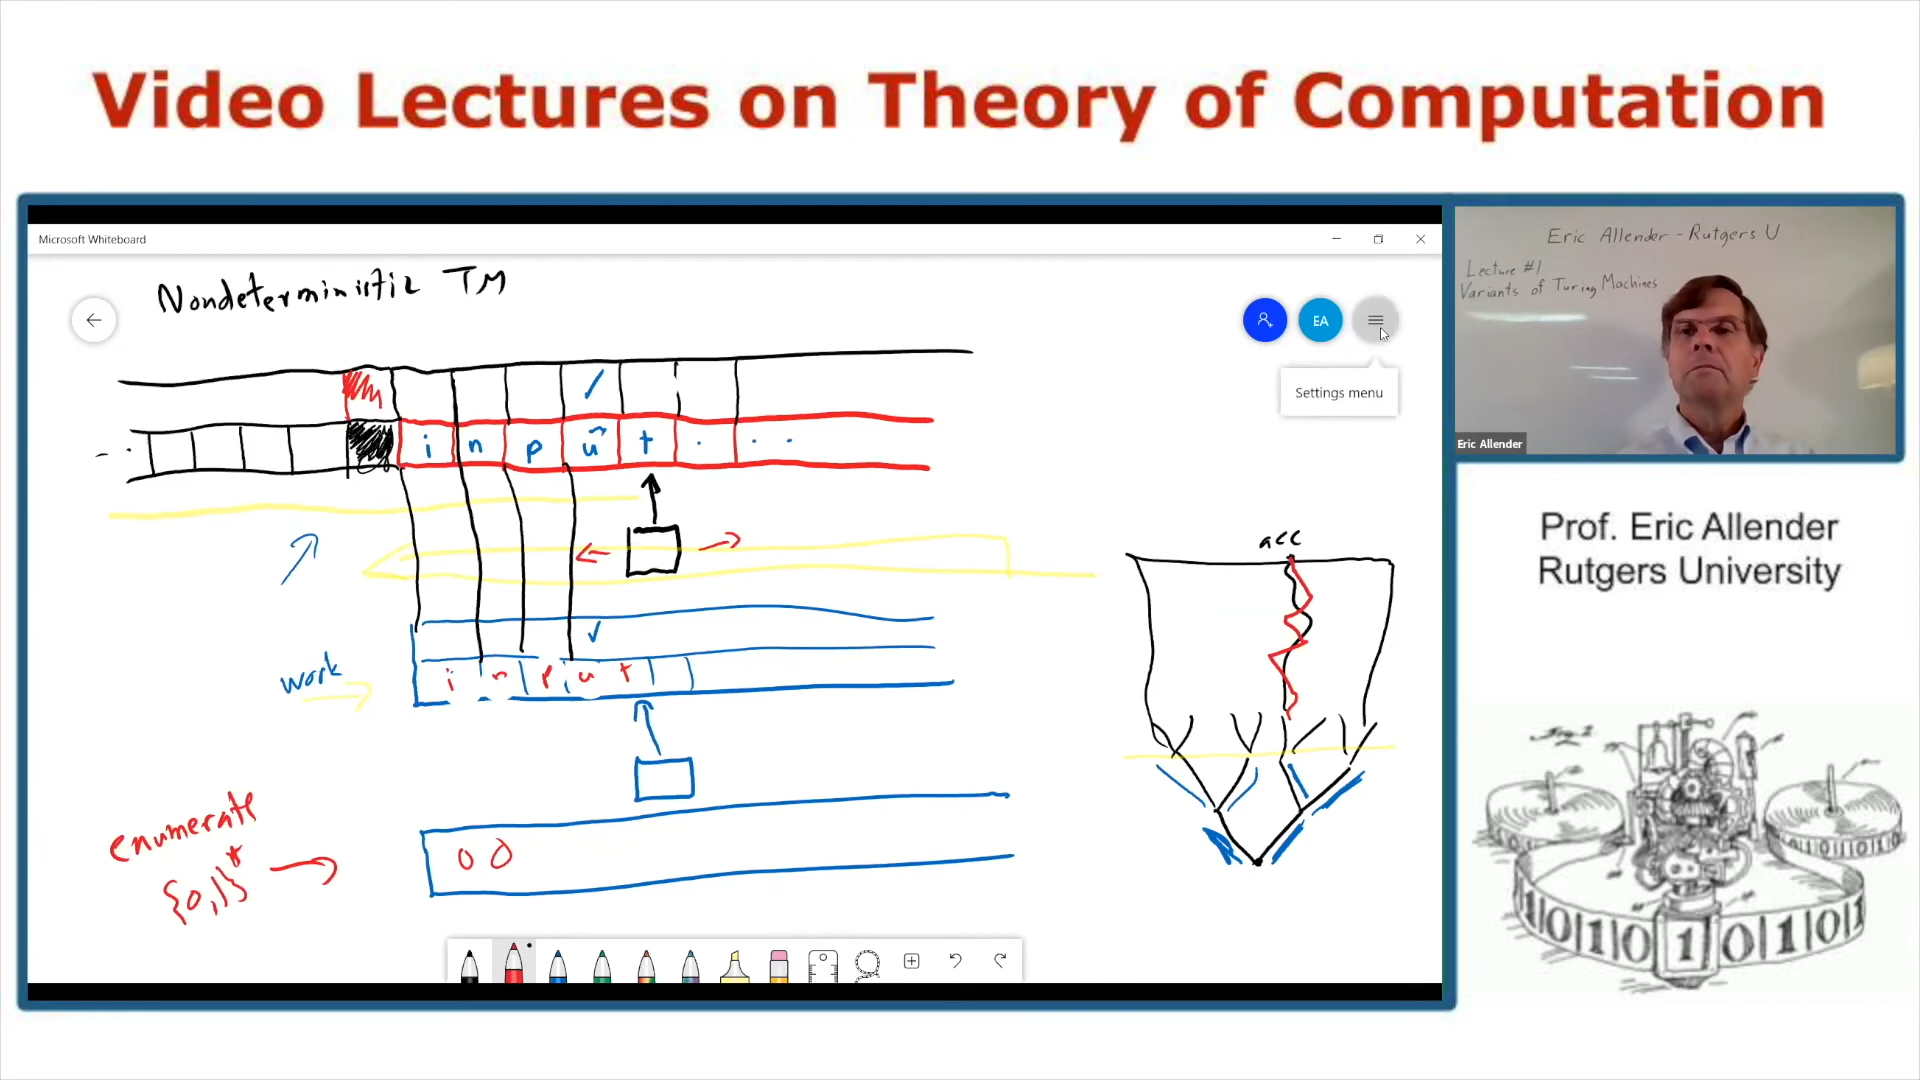 Video Lectures on Theory of Computation
Microsoft Whiteboard
Nondeterministic TM
EA
Settings menu
i n p u t . . .
work
i n p u t
acc
enumerate
{0,1}*
0 0
Eric Allender - Rutgers U
Lecture #1
Variants of Turing Machines
Eric Allender
Prof. Eric Allender
Rutgers University